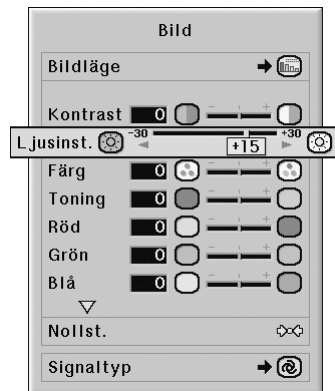 Bild
Bildläge
Kontrast 0
Ljusinst. -30 +15 +30
Färg 0
Toning 0
Röd 0
Grön 0
Blå 0
Nollst.
Signaltyp